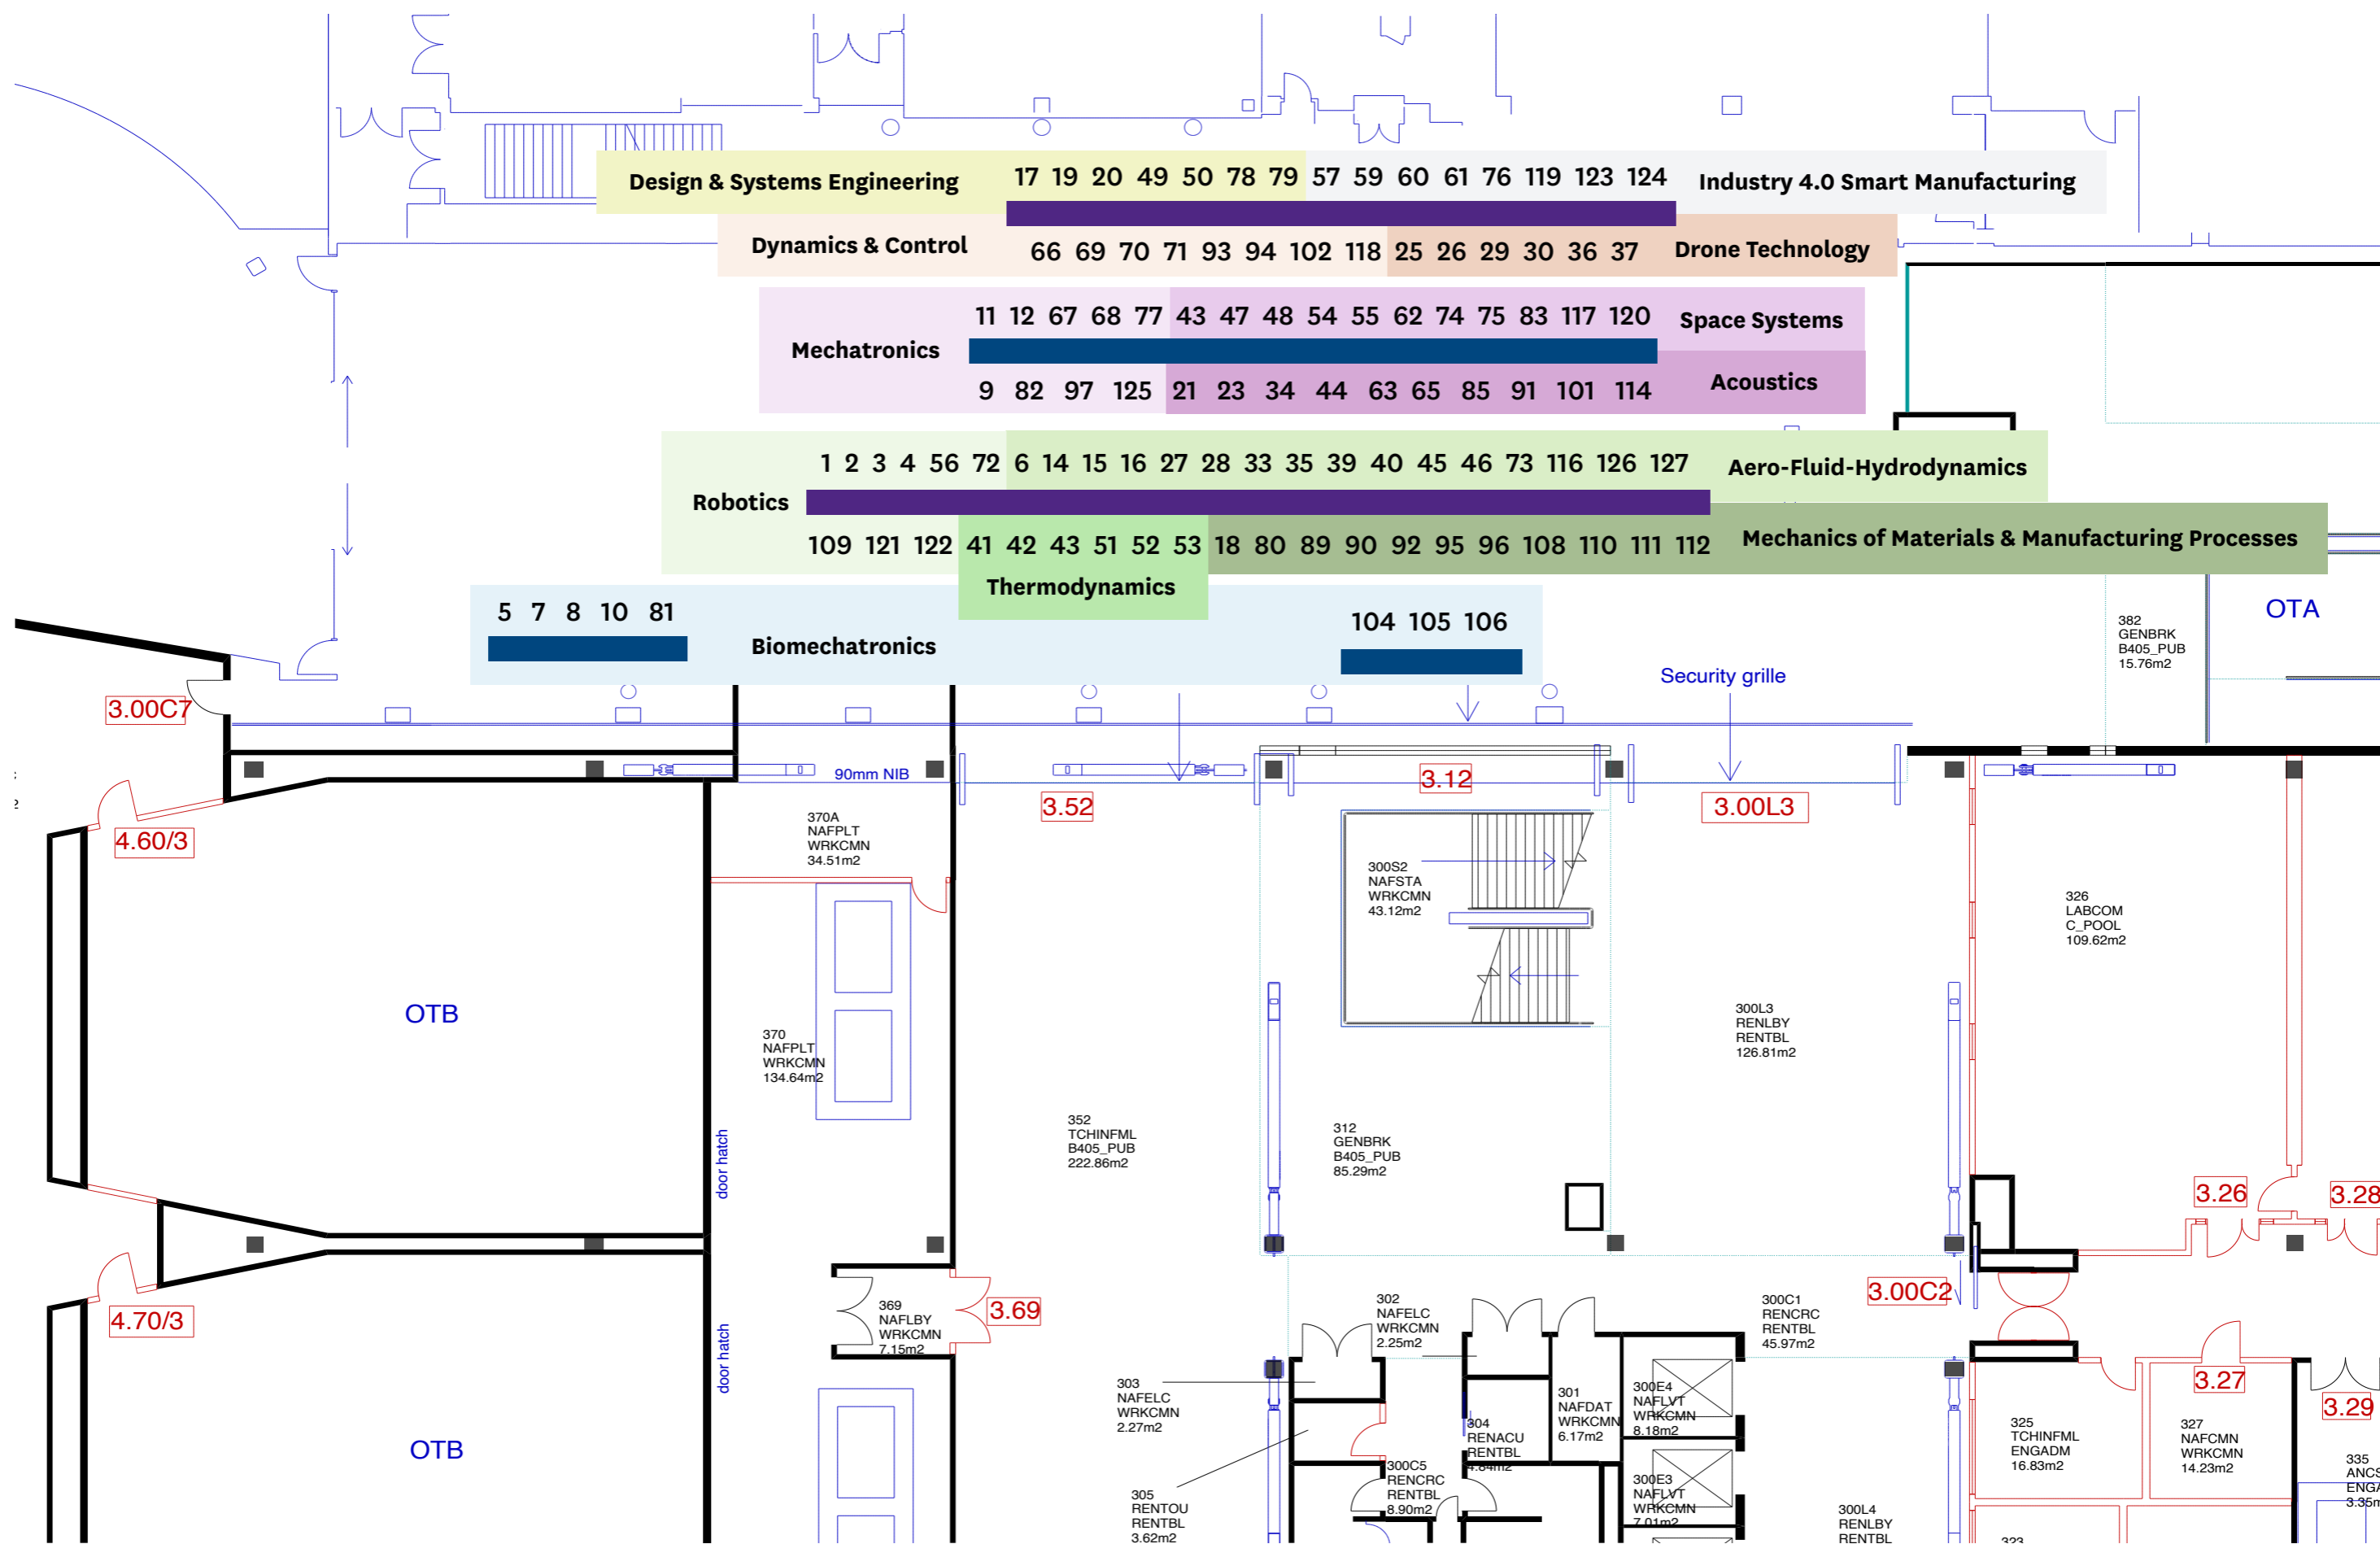 Design & Systems Engineering
17 19 20 49 50 78 79 57 59 60 61 76 119 123 124
Industry 4.0 Smart Manufacturing
Dynamics & Control
66 69 70 71 93 94 102 118 25 26 29 30 36 37
Drone Technology
11 12 67 68 77 43 47 48 54 55 62 74 75 83 117 120
Space Systems
Mechatronics
9 82 97 125 21 23 34 44 63 65 85 91 101 114
Acoustics
1 2 3 4 56 72 6 14 15 16 27 28 33 35 39 40 45 46 73 116 126 127
Aero-Fluid-Hydrodynamics
Robotics
109 121 122 41 42 43 51 52 53 18 80 89 90 92 95 96 108 110 111 112
Mechanics of Materials & Manufacturing Processes
Thermodynamics
5 7 8 10 81
Biomechatronics
104 105 106
OTA
382
GENBRK
B405_PUB
15.76m2
Security grille
3.00C7
90mm NIB
3.52
3.12
3.00L3
4.60/3
370A
NAFPLT
WRKCMN
34.51m2
300S2
NAFSTA
WRKCMN
43.12m2
326
LABCOM
C_POOL
109.62m2
OTB
370
NAFPLT
WRKCMN
134.64m2
300L3
RENLBY
RENTBL
126.81m2
352
TCHINFML
B405_PUB
222.86m2
312
GENBRK
B405_PUB
85.29m2
door hatch
3.26
3.28
4.70/3
369
NAFLBY
WRKCMN
7.15m2
3.69
302
NAFELC
WRKCMN
2.25m2
300C1
RENCRC
RENTBL
45.97m2
3.00C2
door hatch
303
NAFELC
WRKCMN
2.27m2
304
RENACU
RENTBL
4.84m2
301
NAFDAT
WRKCMN
6.17m2
300E4
NAFLVT
WRKCMN
8.18m2
3.27
3.29
325
TCHINFML
ENGADM
16.83m2
327
NAFCMN
WRKCMN
14.23m2
OTB
300C5
RENCRC
RENTBL
8.90m2
300E3
NAFLVT
WRKCMN
7.01m2
335
305
RENTOU
RENTBL
3.62m2
300L4
RENLBY
RENTBL
323